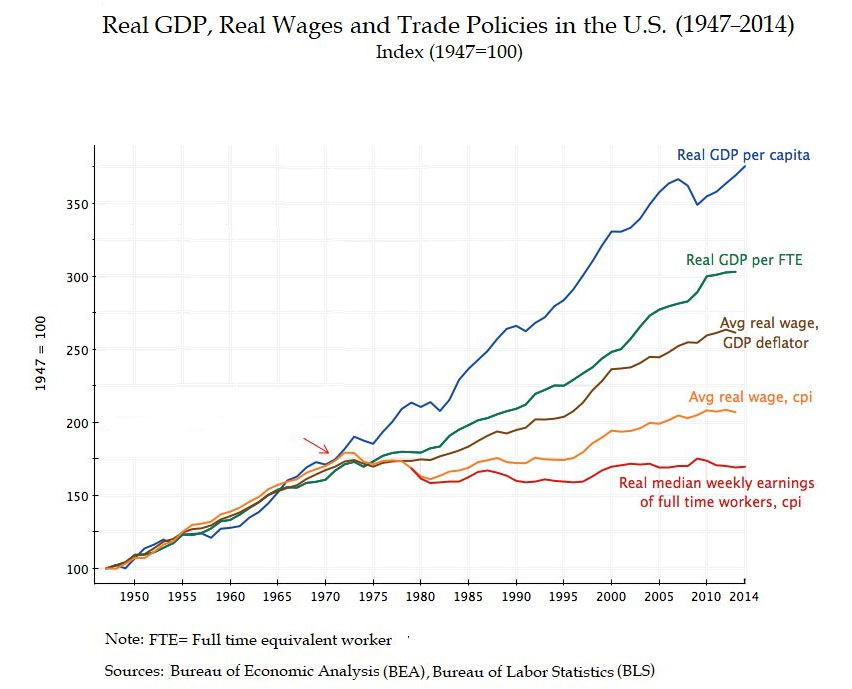 Real GDP, Real Wages and Trade Policies in the U.S. (1947–2014)
Index (1947=100)
Real GDP per capita
350
Real GDP per FTE
300
Avg real wage,
GDP deflator
1947 = 100
250
Avg real wage, cpi
200
Real median weekly earnings
of full time workers, cpi
150
100
1950 1955 1960 1965 1970 1975 1980 1985 1990 1995 2000 2005 2010 2014
Note: FTE= Full time equivalent worker
Sources: Bureau of Economic Analysis (BEA), Bureau of Labor Statistics (BLS)